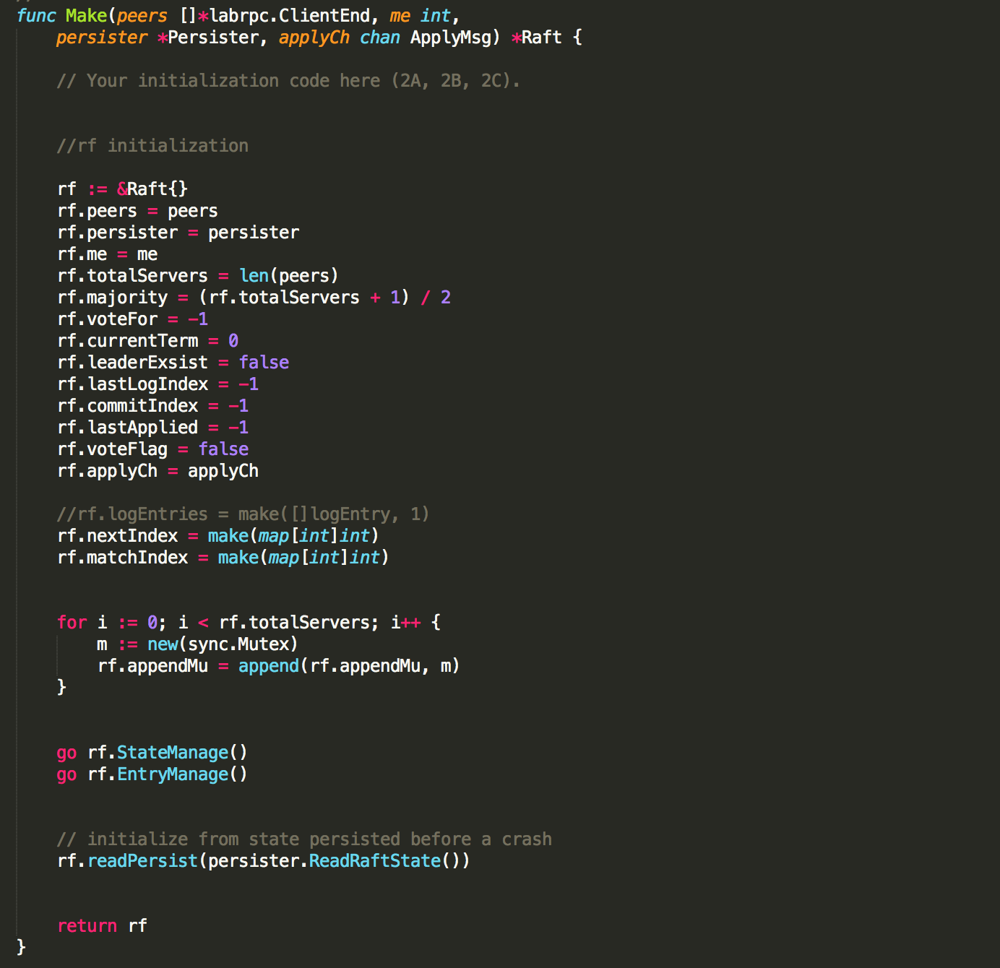 func Make(peers []*labrpc.ClientEnd, me int,
    persister *Persister, applyCh chan ApplyMsg) *Raft {
    // Your initialization code here (2A, 2B, 2C).
    //rf initialization
    rf := &Raft{}
    rf.peers = peers
    rf.persister = persister
    rf.me = me
    rf.totalServers = len(peers)
    rf.majority = (rf.totalServers + 1) / 2
    rf.voteFor = -1
    rf.currentTerm = 0
    rf.leaderExsist = false
    rf.lastLogIndex = -1
    rf.commitIndex = -1
    rf.lastApplied = -1
    rf.voteFlag = false
    rf.applyCh = applyCh
    //rf.logEntries = make([]logEntry, 1)
    rf.nextIndex = make(map[int]int)
    rf.matchIndex = make(map[int]int)
    for i := 0; i < rf.totalServers; i++ {
        m := new(sync.Mutex)
        rf.appendMu = append(rf.appendMu, m)
    }
    go rf.StateManage()
    go rf.EntryManage()
    // initialize from state persisted before a crash
    rf.readPersist(persister.ReadRaftState())
    return rf
}